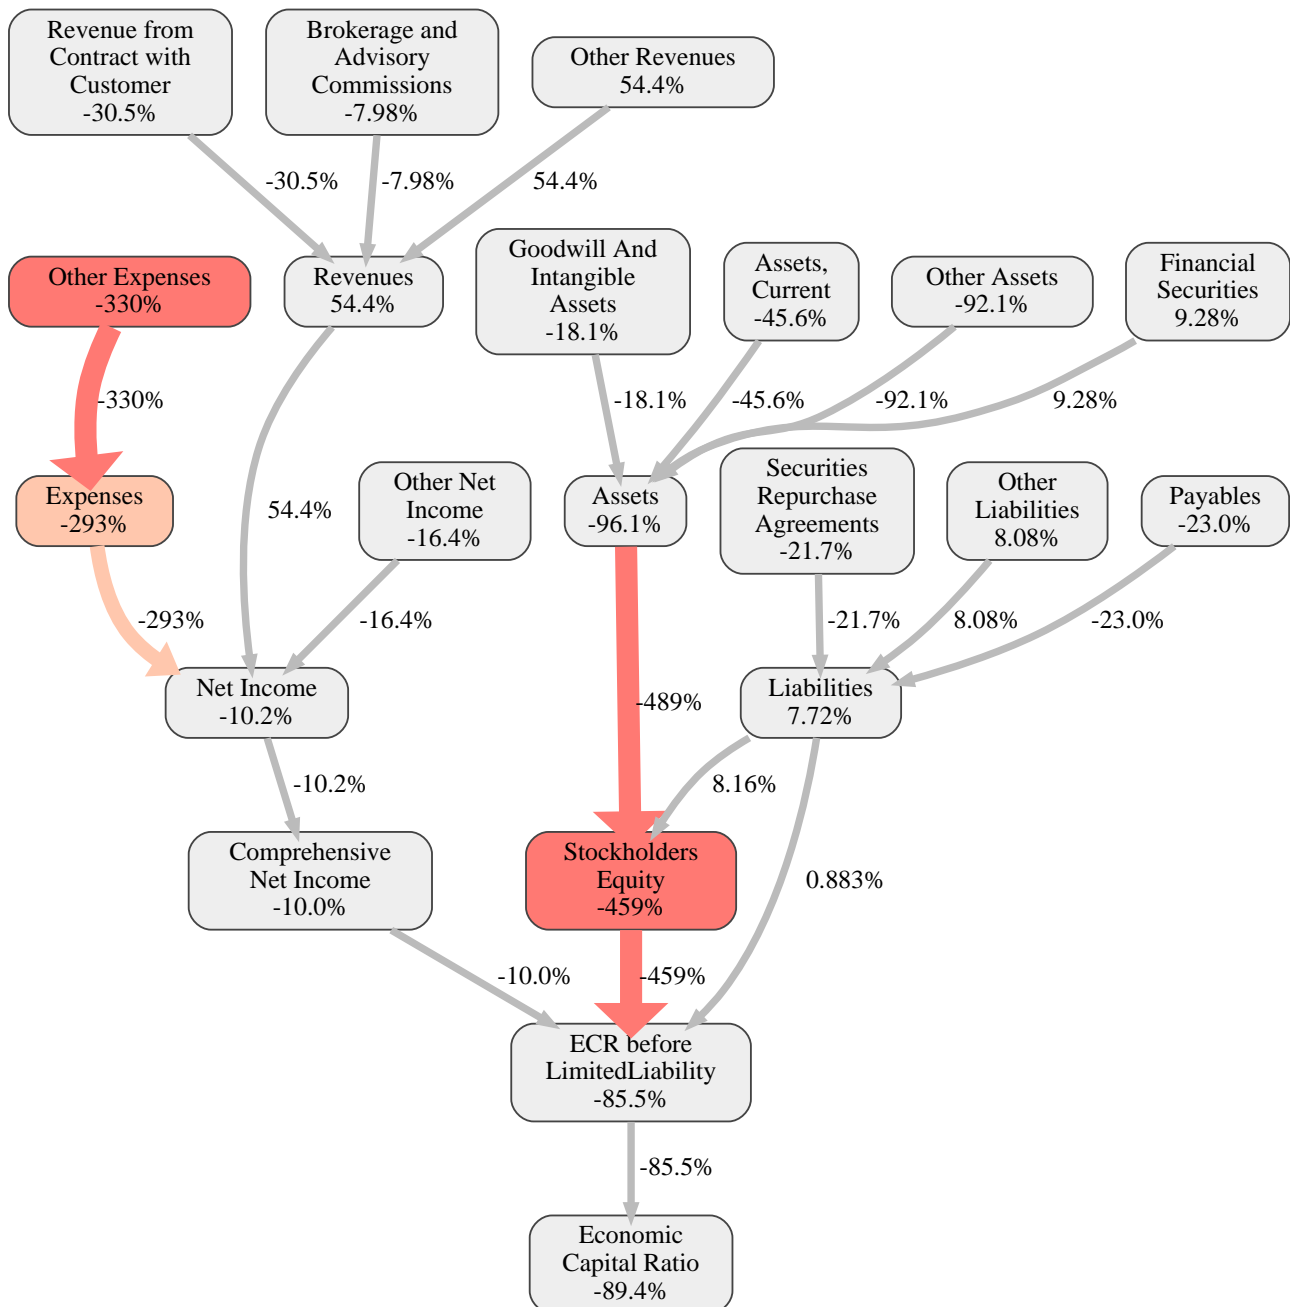 Revenue from
Contract with
Customer
-30.5%
Brokerage and
Advisory
Commissions
-7.98%
Other Revenues
54.4%
-30.5%
-7.98%
54.4%
Other Expenses
-330%
Revenues
54.4%
Goodwill And
Intangible
Assets
-18.1%
Assets,
Current
-45.6%
Other Assets
-92.1%
Financial
Securities
9.28%
-330%
-18.1%
-45.6%
-92.1%
9.28%
Expenses
-293%
54.4%
Other Net
Income
-16.4%
Assets
-96.1%
Securities
Repurchase
Agreements
-21.7%
Other
Liabilities
8.08%
Payables
-23.0%
-293%
-16.4%
-21.7%
8.08%
-23.0%
Net Income
-10.2%
-489%
Liabilities
7.72%
-10.2%
8.16%
Comprehensive
Net Income
-10.0%
Stockholders
Equity
-459%
0.883%
-10.0%
-459%
ECR before
LimitedLiability
-85.5%
-85.5%
Economic
Capital Ratio
-89.4%